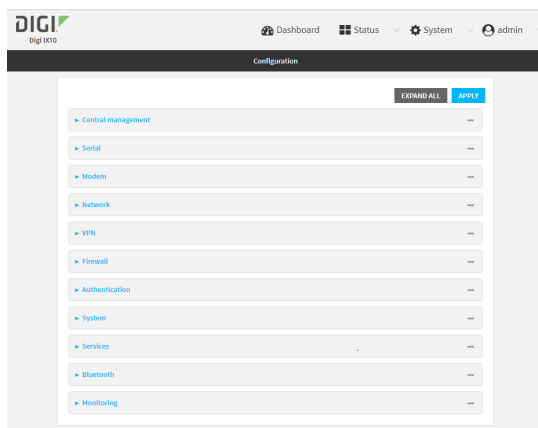 DIGI.
Digi IX10
Dashboard Status System admin
Configuration
EXPAND ALL APPLY
Central management
Serial
Modem
Network
VPN
Firewall
Authentication
System
Services
Bluetooth
Monitoring